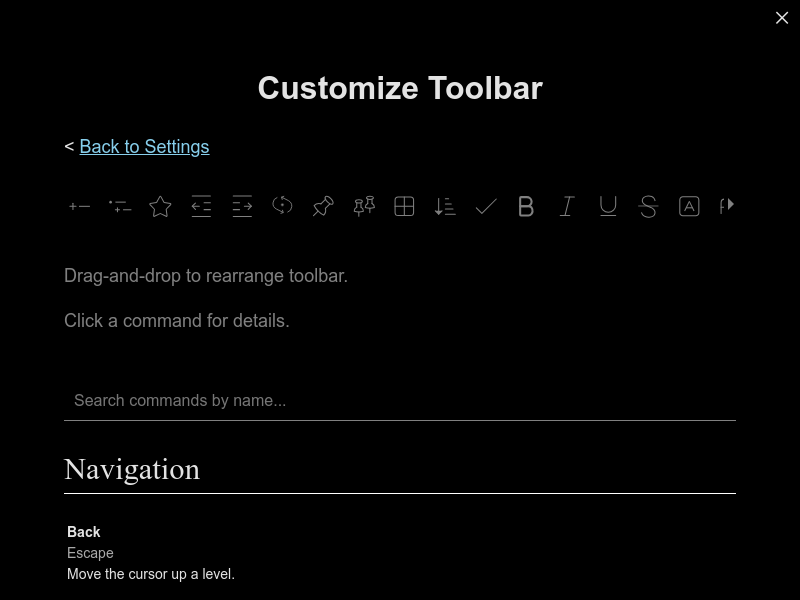 Customize Toolbar
< Back to Settings
Drag-and-drop to rearrange toolbar.
Click a command for details.
Search commands by name...
Navigation
Back
Escape
Move the cursor up a level.